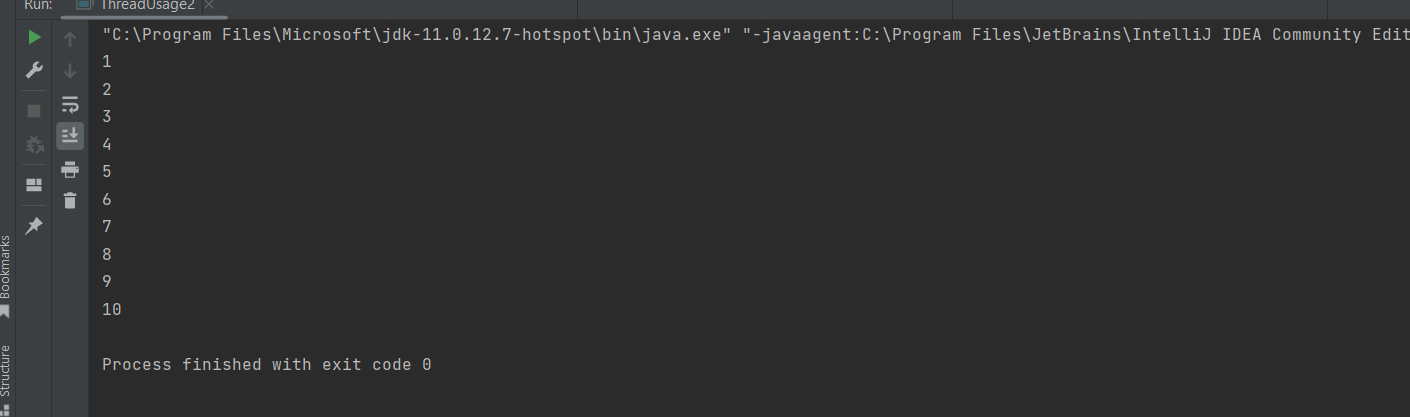 Run:
ThreadUsage2
"C:\Program Files\Microsoft\jdk-11.0.12.7-hotspot\bin\java.exe" "-javaagent:C:\Program Files\JetBrains\IntelliJ IDEA Community Edit
1
2
3
4
5
6
7
8
9
10
Process finished with exit code 0
Bookmarks
Structure